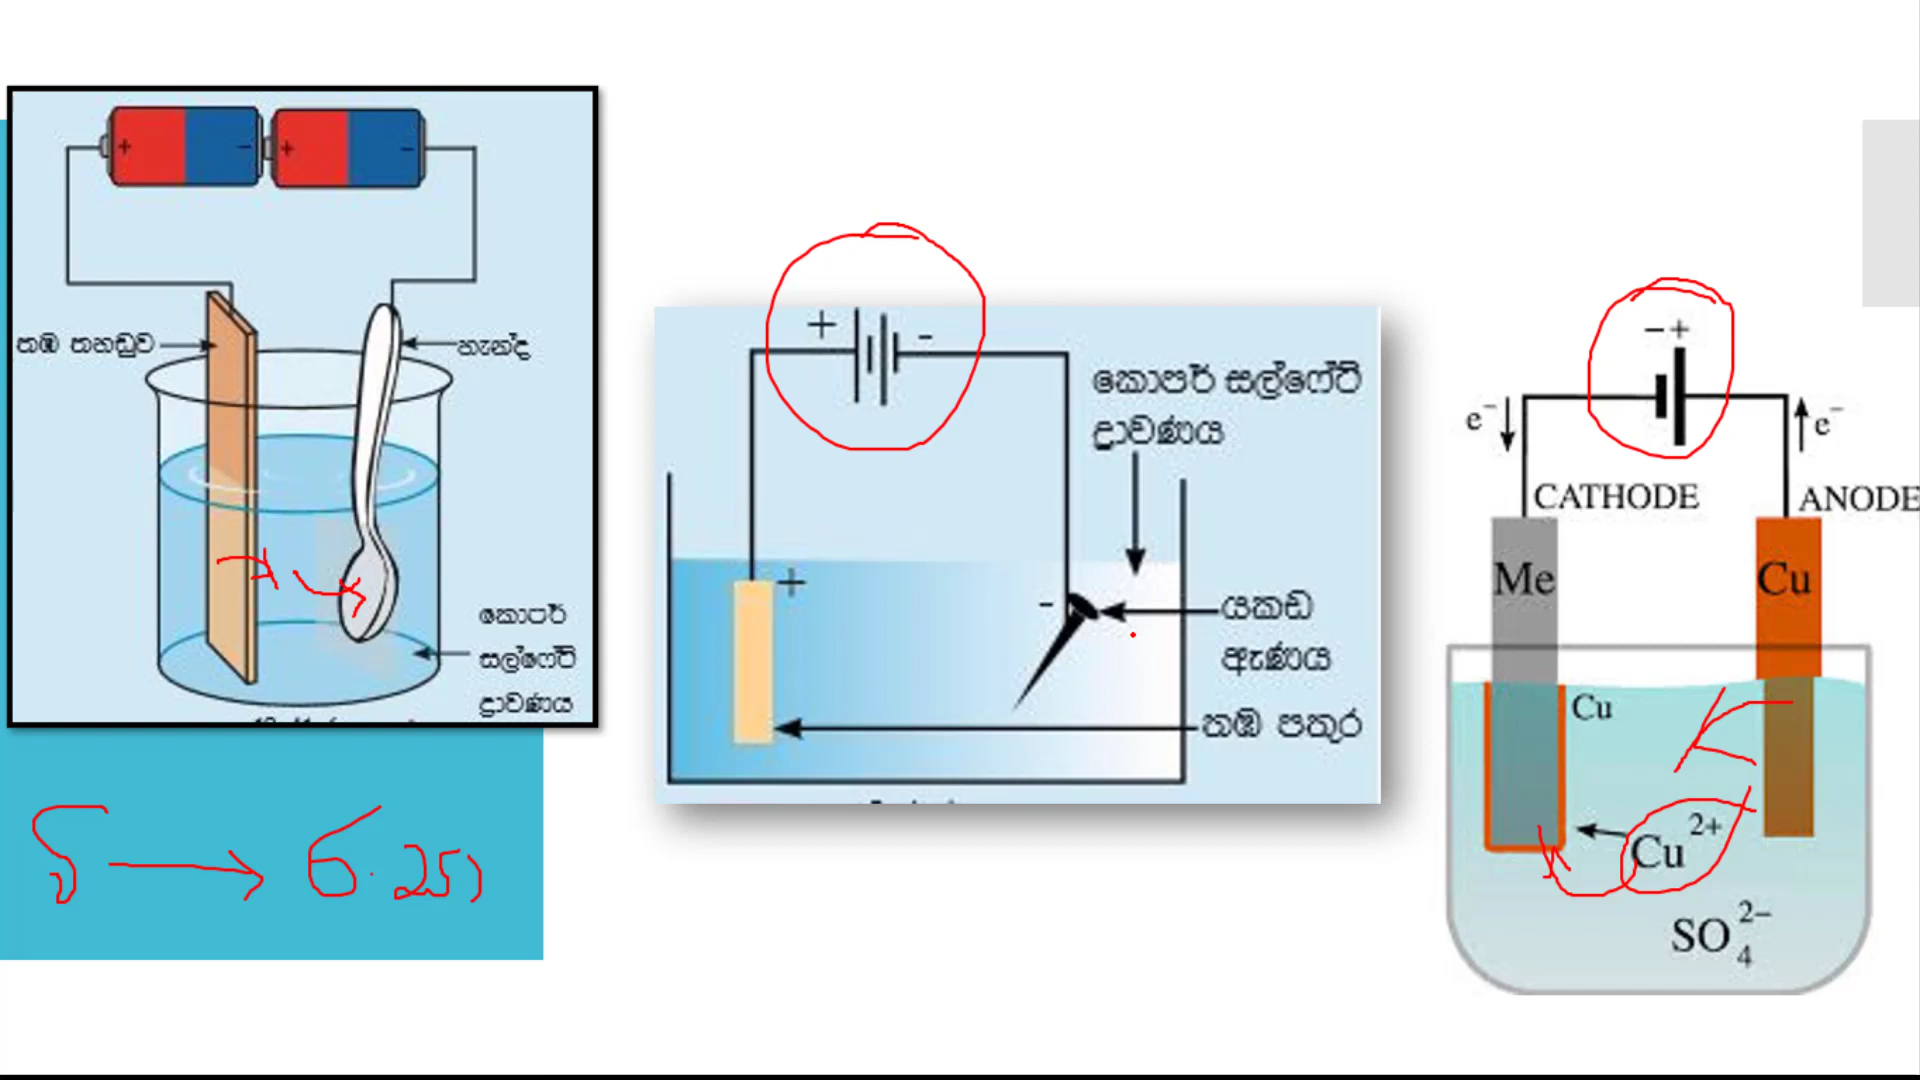 + - + -
තඹ තහඩුව
හැන්ද
කොපර්
සල්ෆේට්
ද්‍රාවණය
+ -
කොපර් සල්ෆේට්
ද්‍රාවණය
+
-
යකඩ
ඇණය
තඹ පතුර
- +
e⁻ e⁻
CATHODE ANODE
Me Cu
Cu
Cu²⁺
SO₄²⁻